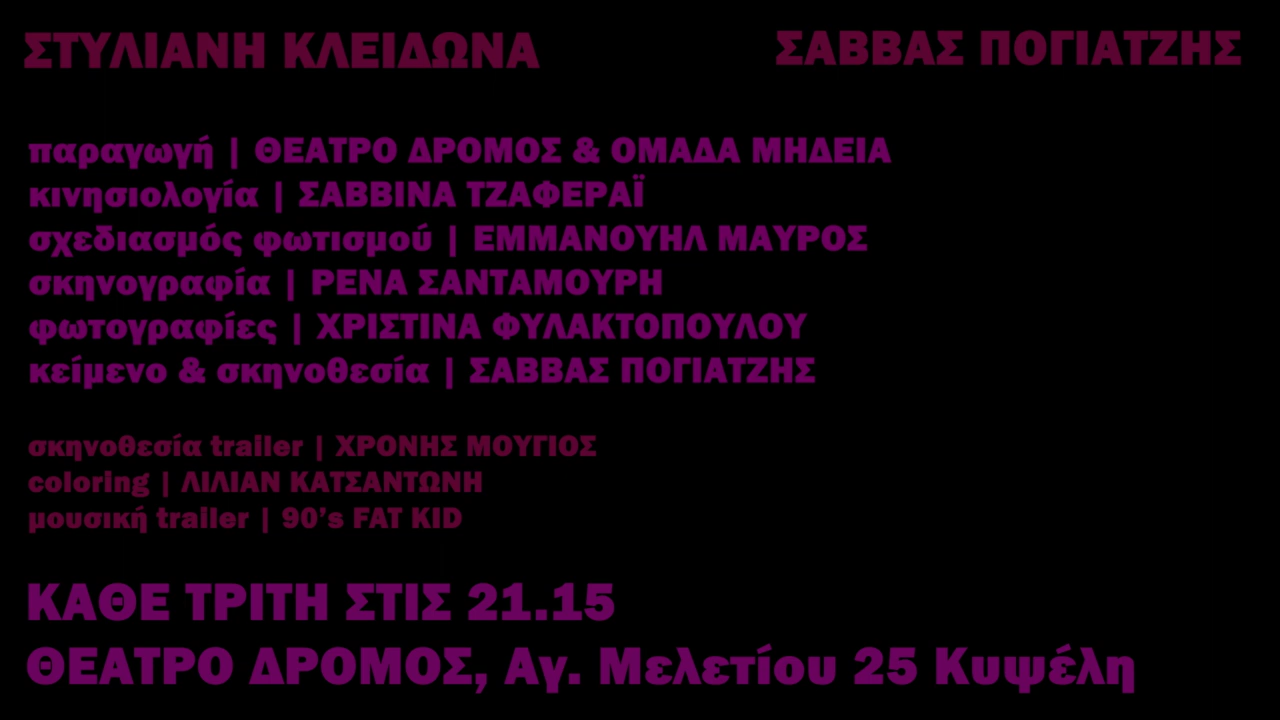 ΣΤΥΛΙΑΝΗ ΚΛΕΙΔΩΝΑ ΣΑΒΒΑΣ ΠΟΓΙΑΤΖΗΣ
παραγωγή | ΘΕΑΤΡΟ ΔΡΟΜΟΣ & ΟΜΑΔΑ ΜΗΔΕΙΑ
κινησιολογία | ΣΑΒΒΙΝΑ ΤΖΑΦΕΡΑΪ
σχεδιασμός φωτισμού | ΕΜΜΑΝΟΥΗΛ ΜΑΥΡΟΣ
σκηνογραφία | ΡΕΝΑ ΣΑΝΤΑΜΟΥΡΗ
φωτογραφίες | ΧΡΙΣΤΙΝΑ ΦΥΛΑΚΤΟΠΟΥΛΟΥ
κείμενο & σκηνοθεσία | ΣΑΒΒΑΣ ΠΟΓΙΑΤΖΗΣ
σκηνοθεσία trailer | ΧΡΟΝΗΣ ΜΟΥΓΙΟΣ
coloring | ΛΙΛΙΑΝ ΚΑΤΣΑΝΤΩΝΗ
μουσική trailer | 90’s FAT KID
ΚΑΘΕ ΤΡΙΤΗ ΣΤΙΣ 21.15
ΘΕΑΤΡΟ ΔΡΟΜΟΣ, Αγ. Μελετίου 25 Κυψέλη